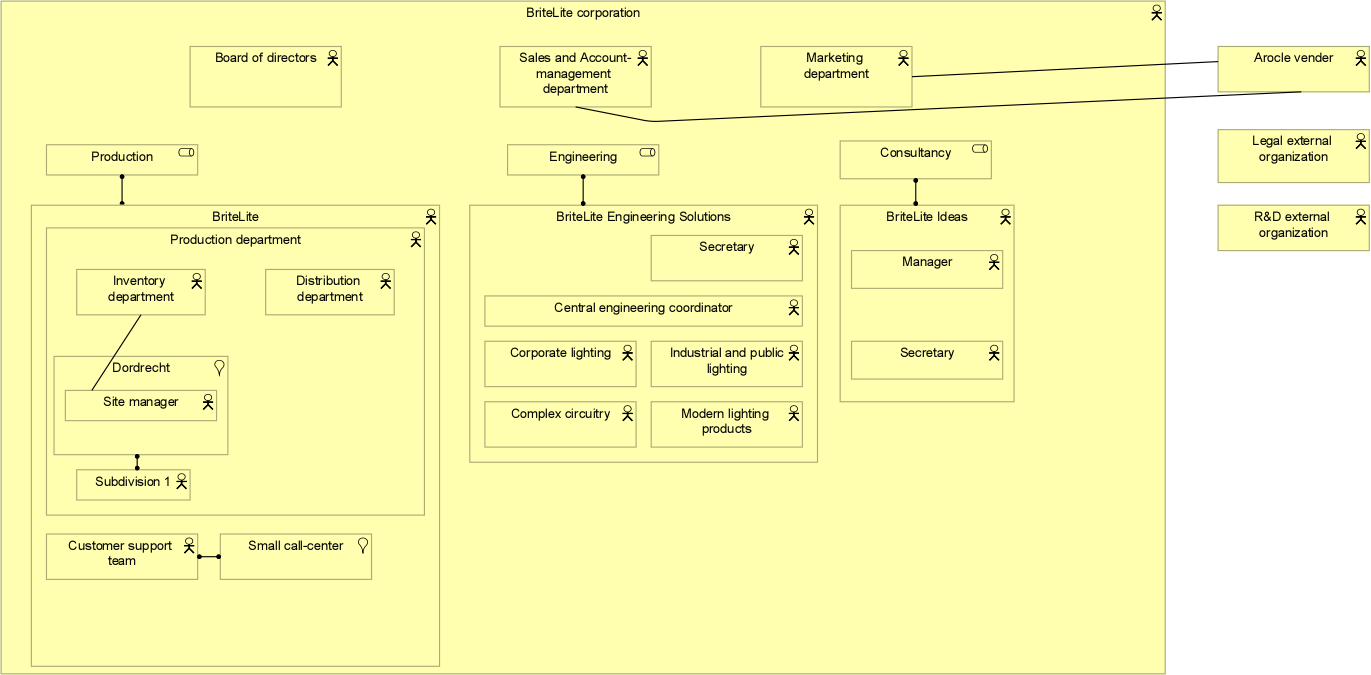 BriteLite corporation
Board of directors
Sales and Account-
management
department
Marketing
department
Arocle vender
Legal external
organization
R&D external
organization
Production
Engineering
Consultancy
BriteLite
Production department
Inventory
department
Distribution
department
Dordrecht
Site manager
Subdivision 1
Customer support
team
Small call-center
BriteLite Engineering Solutions
Secretary
Central engineering coordinator
Corporate lighting
Industrial and public
lighting
Complex circuitry
Modern lighting
products
BriteLite Ideas
Manager
Secretary